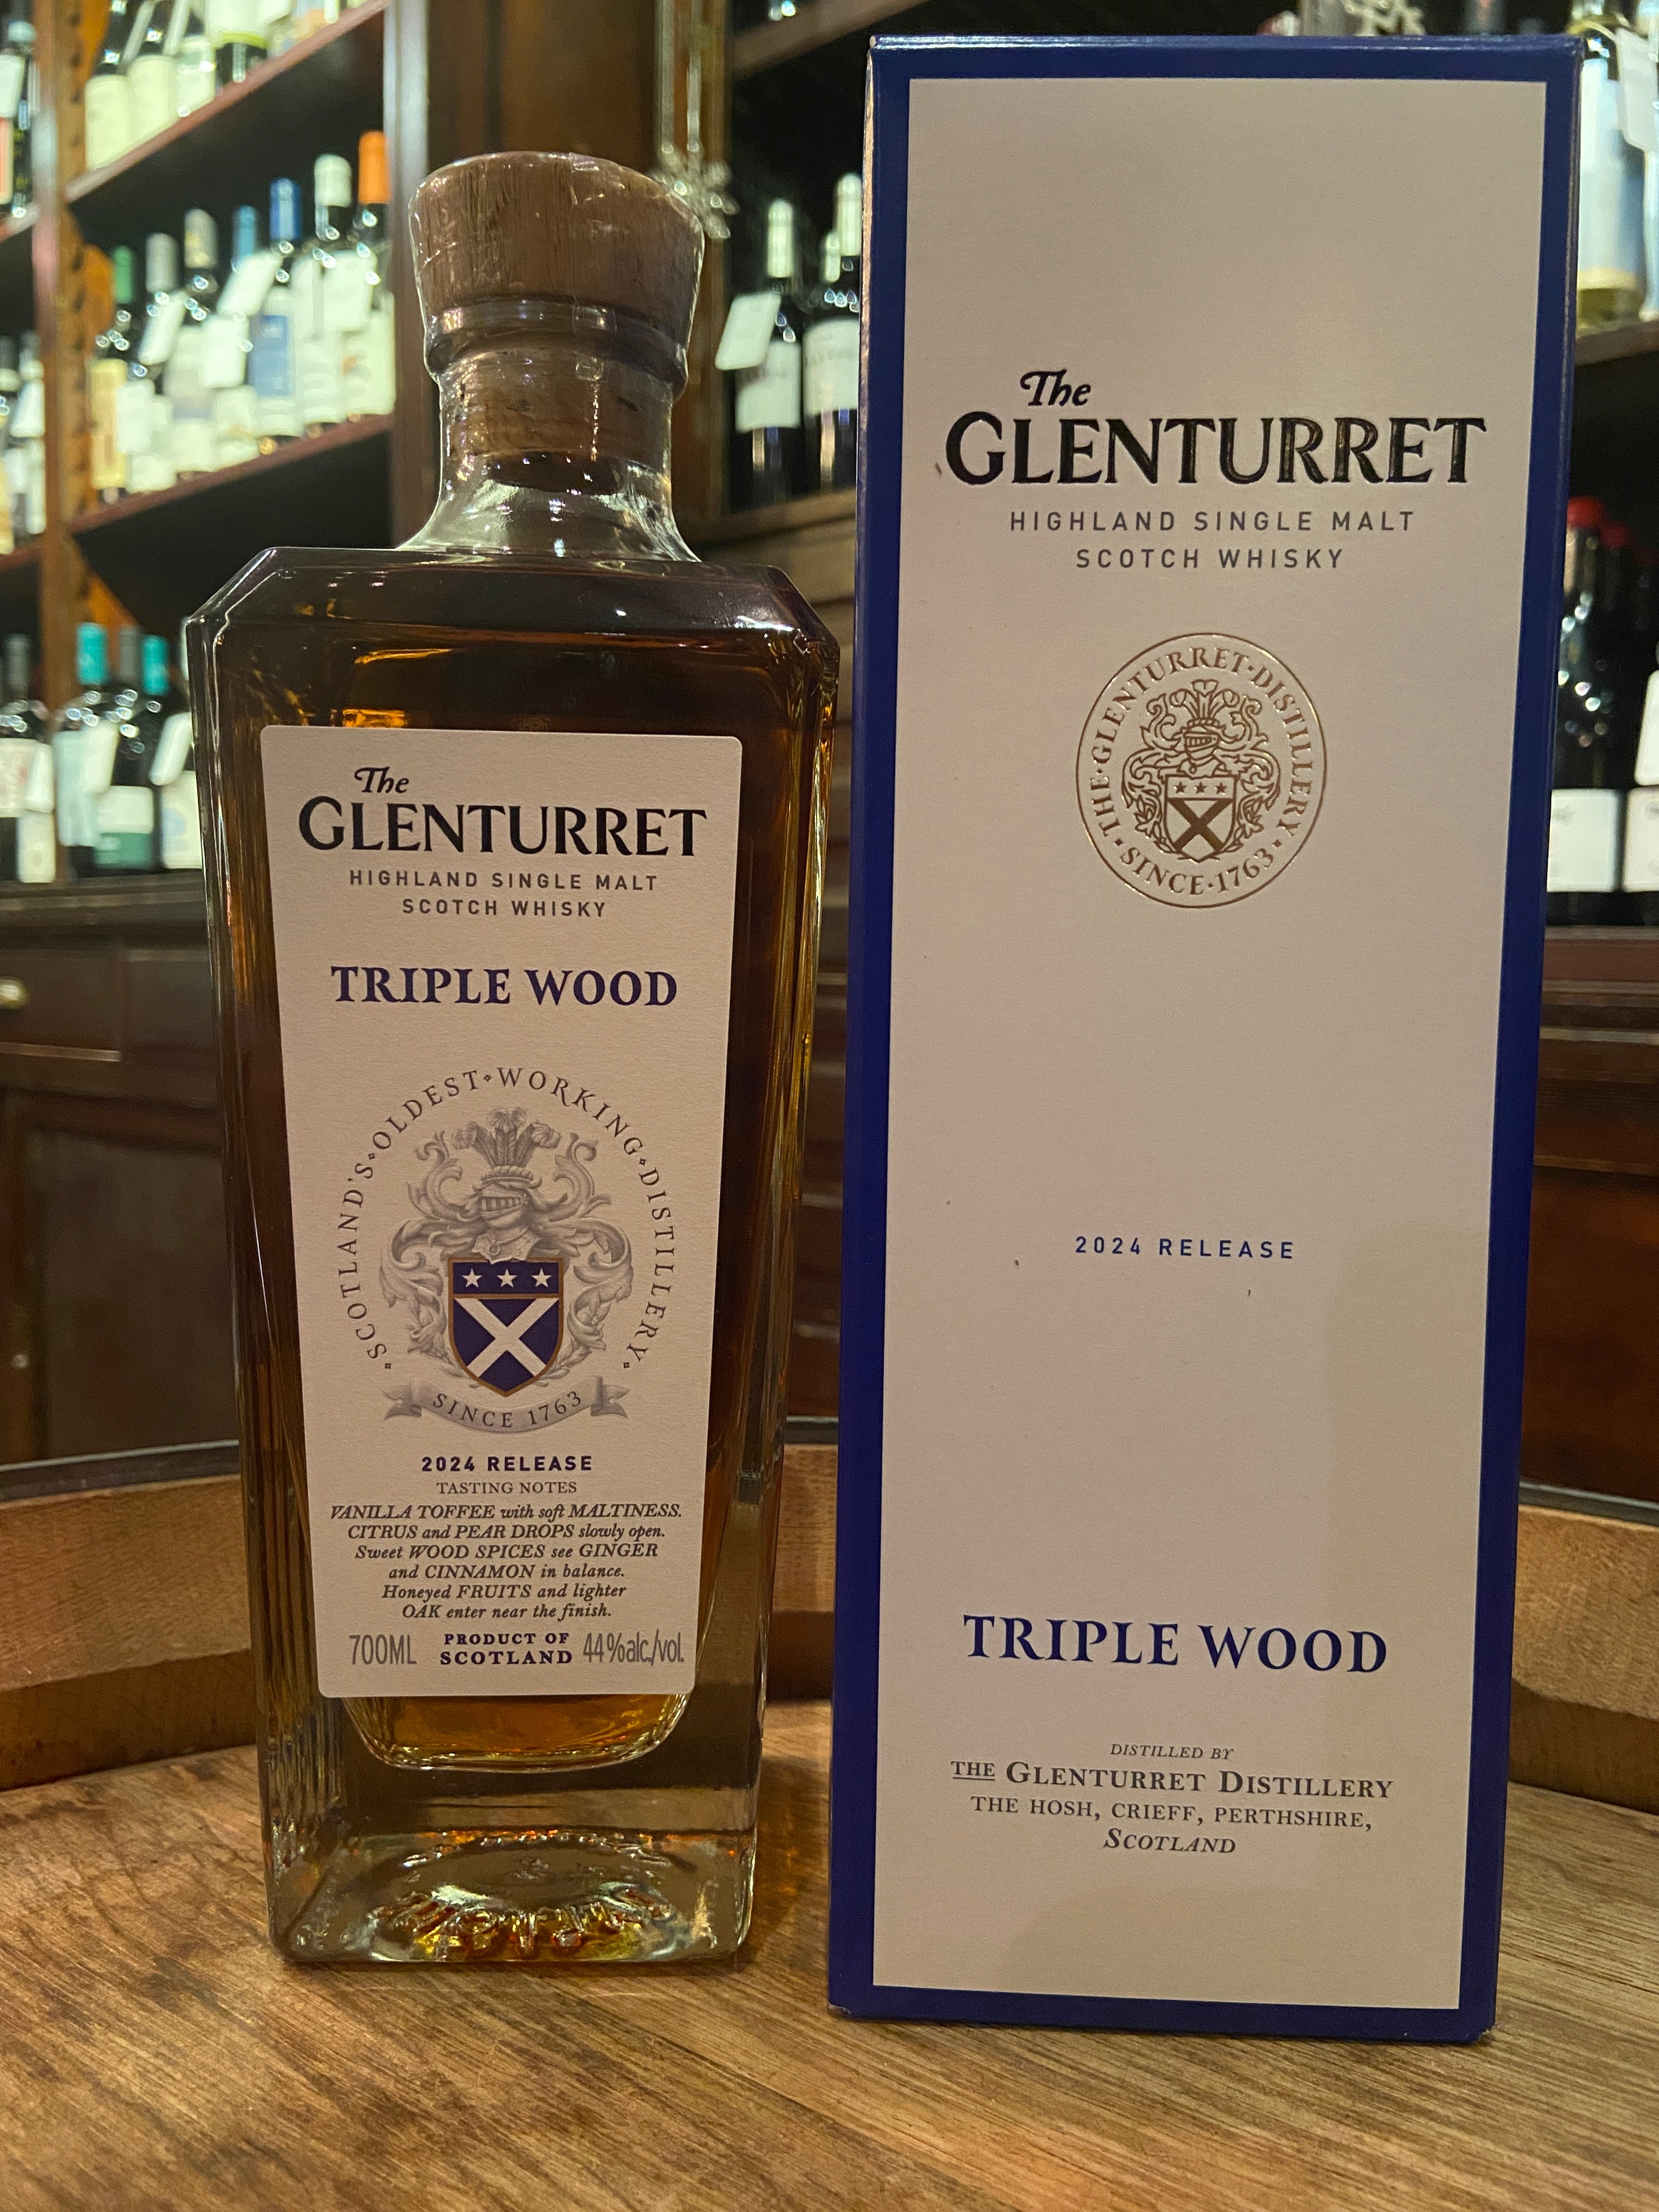 The
GLENTURRET
HIGHLAND SINGLE MALT
SCOTCH WHISKY
TRIPLE WOOD
·SCOTLAND'S·OLDEST·WORKING·DISTILLERY·
SINCE 1763
2024 RELEASE
TASTING NOTES
VANILLA TOFFEE with soft MALTINESS.
CITRUS and PEAR DROPS slowly open.
Sweet WOOD SPICES see GINGER
and CINNAMON in balance.
Honeyed FRUITS and lighter
OAK enter near the finish.
700ML PRODUCT OF SCOTLAND 44%alc./vol.
The
GLENTURRET
HIGHLAND SINGLE MALT
SCOTCH WHISKY
THE·GLENTURRET·DISTILLERY·
·SINCE·1763·
2024 RELEASE
TRIPLE WOOD
DISTILLED BY
THE GLENTURRET DISTILLERY
THE HOSH, CRIEFF, PERTHSHIRE,
SCOTLAND